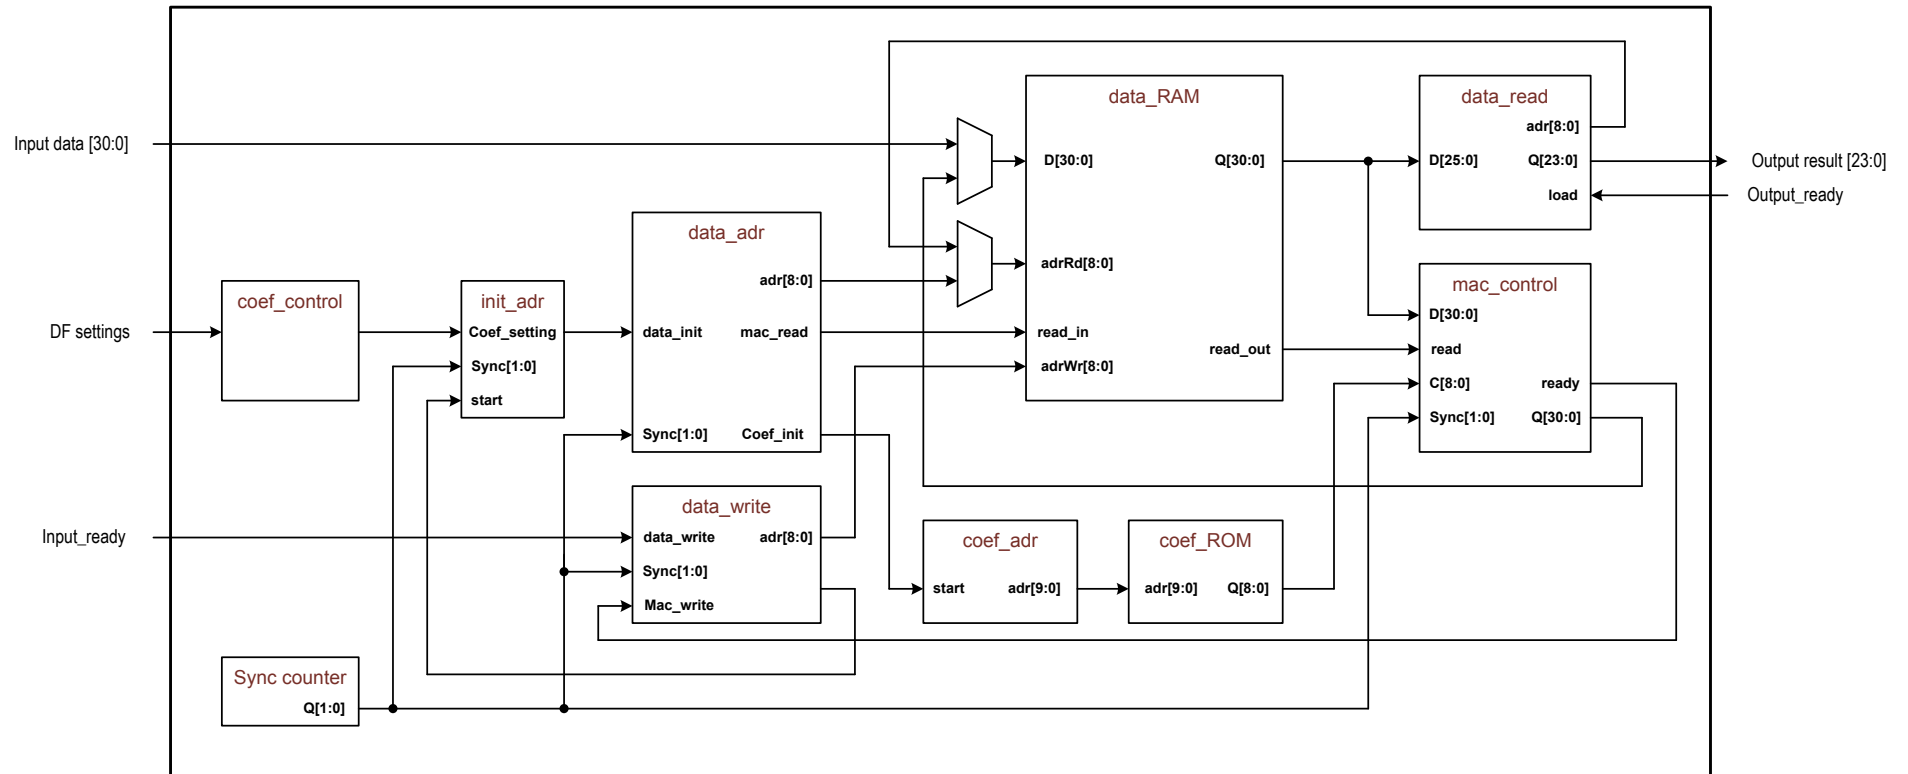 Input data [30:0]
DF settings
Input_ready
coef_control
init_adr
Coef_setting
Sync[1:0]
start
data_adr
adr[8:0]
data_init
mac_read
Sync[1:0]
Coef_init
data_write
data_write
adr[8:0]
Sync[1:0]
Mac_write
Sync counter
Q[1:0]
data_RAM
D[30:0]
Q[30:0]
adrRd[8:0]
read_in
read_out
adrWr[8:0]
coef_adr
start
adr[9:0]
coef_ROM
adr[9:0]
Q[8:0]
data_read
adr[8:0]
D[25:0]
Q[23:0]
load
mac_control
D[30:0]
read
C[8:0]
ready
Sync[1:0]
Q[30:0]
Output result [23:0]
Output_ready